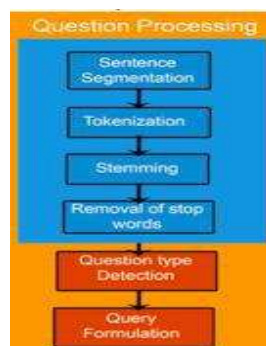 Question Processing
Sentence
Segmentation
Tokenization
Stemming
Removal of stop
words
Question type
Detection
Query
Formulation